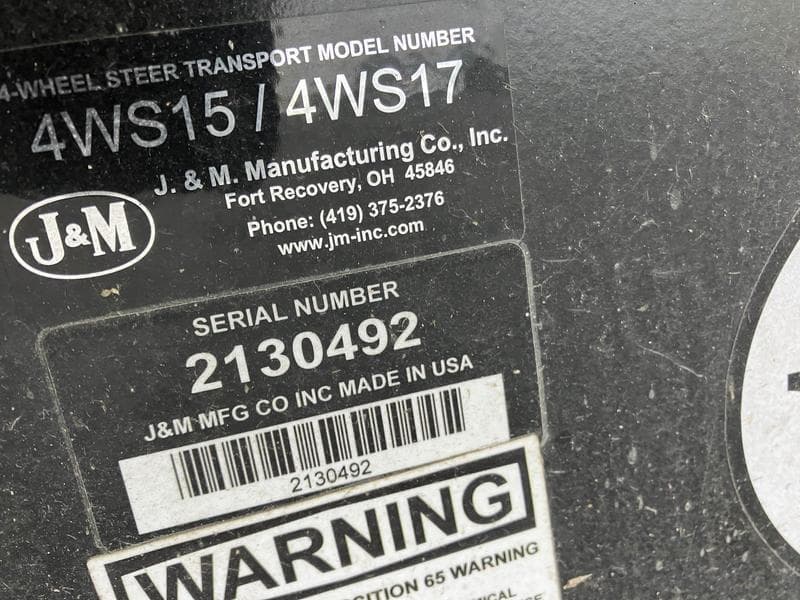 4-WHEEL STEER TRANSPORT MODEL NUMBER
4WS15 / 4WS17
J. & M. Manufacturing Co., Inc.
Fort Recovery, OH 45846
Phone: (419) 375-2376
www.jm-inc.com
J&M
SERIAL NUMBER
2130492
J&M MFG CO INC MADE IN USA
2130492
WARNING
65 WARNING